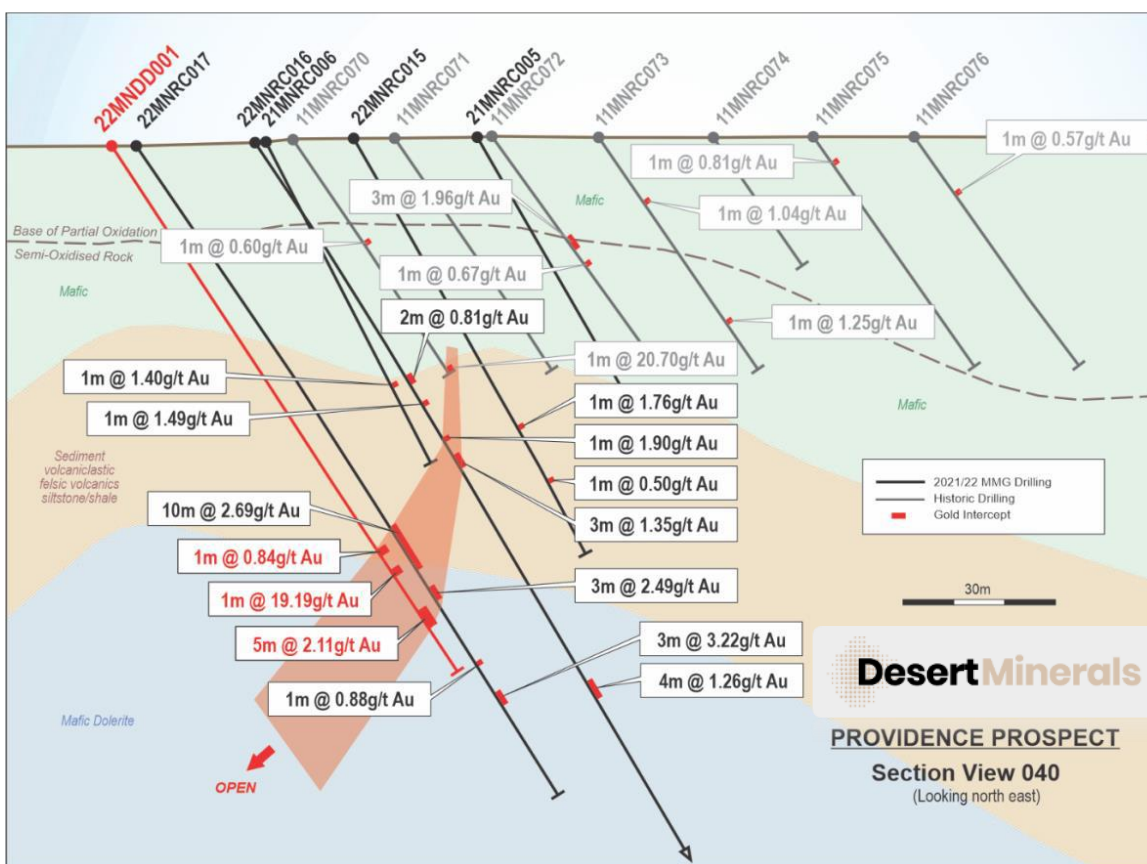 22MNDD001
22MNRC017
22MNRC016
21MNRC006
11MNRC070
22MNRC015
11MNRC071
21MNRC005
11MNRC072
11MNRC073
11MNRC074
11MNRC075
11MNRC076
1m @ 0.57g/t Au
1m @ 0.81g/t Au
3m @ 1.96g/t Au
Mafic
1m @ 1.04g/t Au
Base of Partial Oxidation
Semi-Oxidised Rock
1m @ 0.60g/t Au
1m @ 0.67g/t Au
Mafic
2m @ 0.81g/t Au
1m @ 1.25g/t Au
1m @ 20.70g/t Au
1m @ 1.40g/t Au
1m @ 1.76g/t Au
Mafic
1m @ 1.49g/t Au
1m @ 1.90g/t Au
Sediment
volcaniclastic
felsic volcanics
siltstone/shale
1m @ 0.50g/t Au
2021/22 MMG Drilling
Historic Drilling
Gold Intercept
10m @ 2.69g/t Au
3m @ 1.35g/t Au
1m @ 0.84g/t Au
3m @ 2.49g/t Au
30m
1m @ 19.19g/t Au
5m @ 2.11g/t Au
3m @ 3.22g/t Au
4m @ 1.26g/t Au
1m @ 0.88g/t Au
DesertMinerals
Mafic Dolerite
PROVIDENCE PROSPECT
Section View 040
(Looking north east)
OPEN